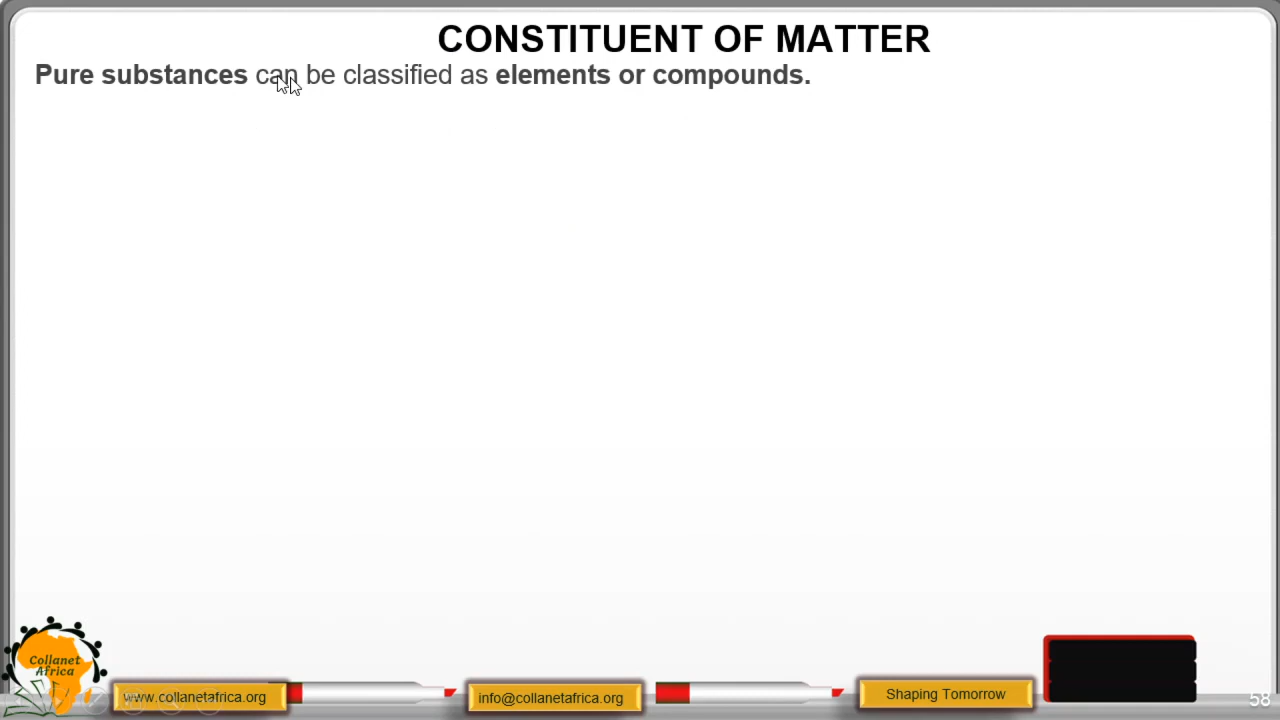 CONSTITUENT OF MATTER
Pure substances can be classified as elements or compounds.
Collanet
Africa
www.collanetafrica.org
info@collanetafrica.org
Shaping Tomorrow
58